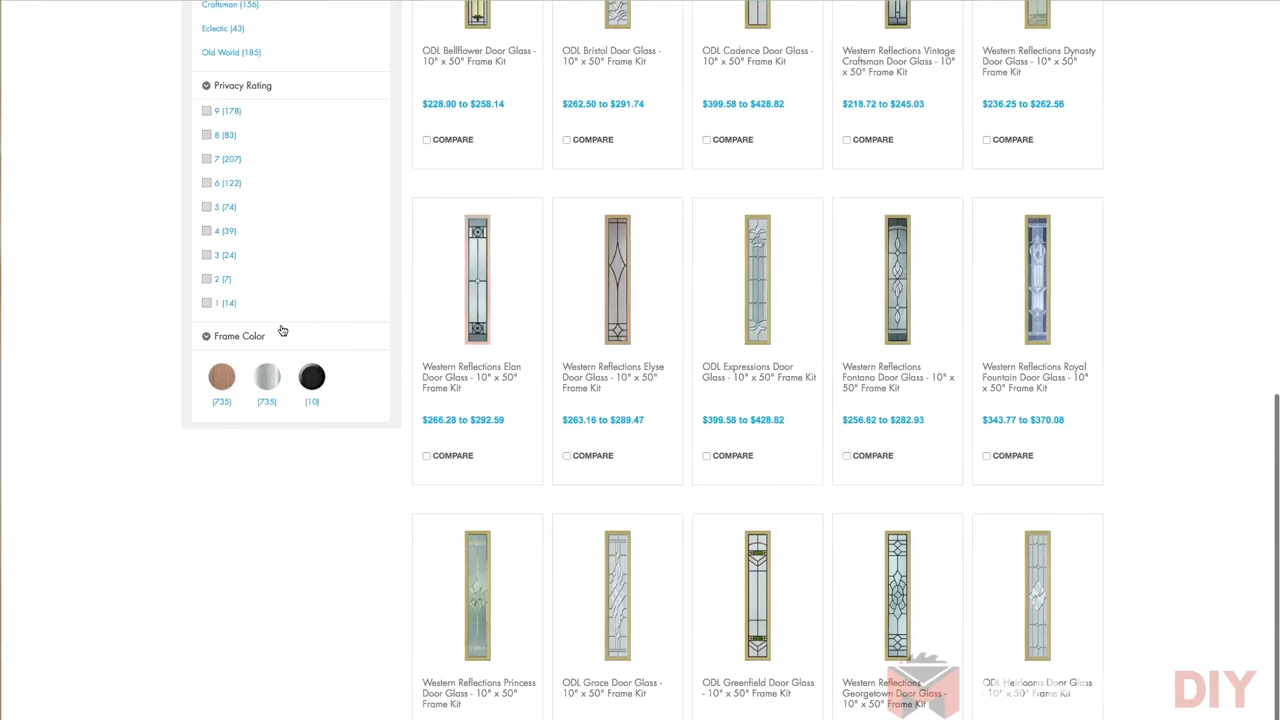 Craftsman (156)
Eclectic (43)
Old World (185)
Privacy Rating
9 (178)
8 (83)
7 (207)
6 (122)
5 (74)
4 (39)
3 (24)
2 (7)
1 (14)
Frame Color
(735) (735) (10)
ODL Bellflower Door Glass -
10" x 50" Frame Kit
$228.90 to $258.14
COMPARE
ODL Bristol Door Glass -
10" x 50" Frame Kit
$262.50 to $291.74
COMPARE
ODL Cadence Door Glass -
10" x 50" Frame Kit
$399.58 to $428.82
COMPARE
Western Reflections Vintage
Craftsman Door Glass - 10"
x 50" Frame Kit
$218.72 to $245.03
COMPARE
Western Reflections Dynasty
Door Glass - 10" x 50"
Frame Kit
$236.25 to $262.56
COMPARE
Western Reflections Elan
Door Glass - 10" x 50"
Frame Kit
$266.28 to $292.59
COMPARE
Western Reflections Elyse
Door Glass - 10" x 50"
Frame Kit
$263.16 to $289.47
COMPARE
ODL Expressions Door
Glass - 10" x 50" Frame Kit
$399.58 to $428.82
COMPARE
Western Reflections
Fontana Door Glass - 10" x
50" Frame Kit
$256.62 to $282.93
COMPARE
Western Reflections Royal
Fountain Door Glass - 10"
x 50" Frame Kit
$343.77 to $370.08
COMPARE
Western Reflections Princess
Door Glass - 10" x 50"
Frame Kit
ODL Grace Door Glass -
10" x 50" Frame Kit
ODL Greenfield Door Glass
- 10" x 50" Frame Kit
Western Reflections
Georgetown Door Glass -
10" x 50" Frame Kit
ODL Heirlooms Door Glass
- 10" x 50" Frame Kit
DIY